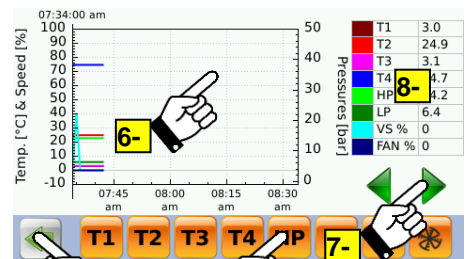 07:34:00 am
Temp. [°C] & Speed [%]
100
90
80
70
60
50
40
30
20
10
0
-10
07:45 am
08:00 am
08:15 am
08:30 am
50
40
30
20
10
0
Pressures [bar]
6-
T1 3.0
T2 24.9
T3 3.1
T4 4.7
HP 4.2
LP 6.4
VS % 0
FAN % 0
8-
T1
T2
T3
T4
HP
7-